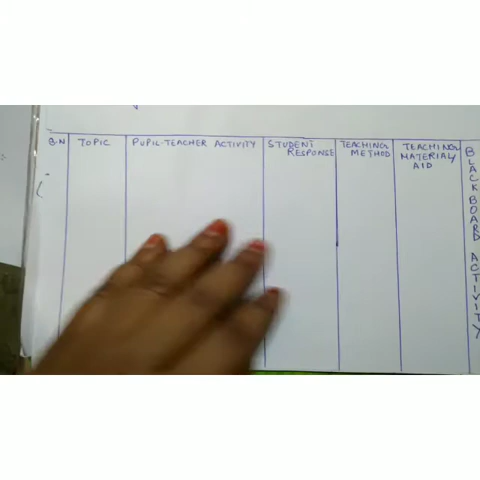 B.N
TOPIC
PUPIL-TEACHER ACTIVITY
STUDENT
RESPONSE
TEACHING
METHOD
TEACHING
MATERIAL/
AID
BLACKBOARD ACTIVITY